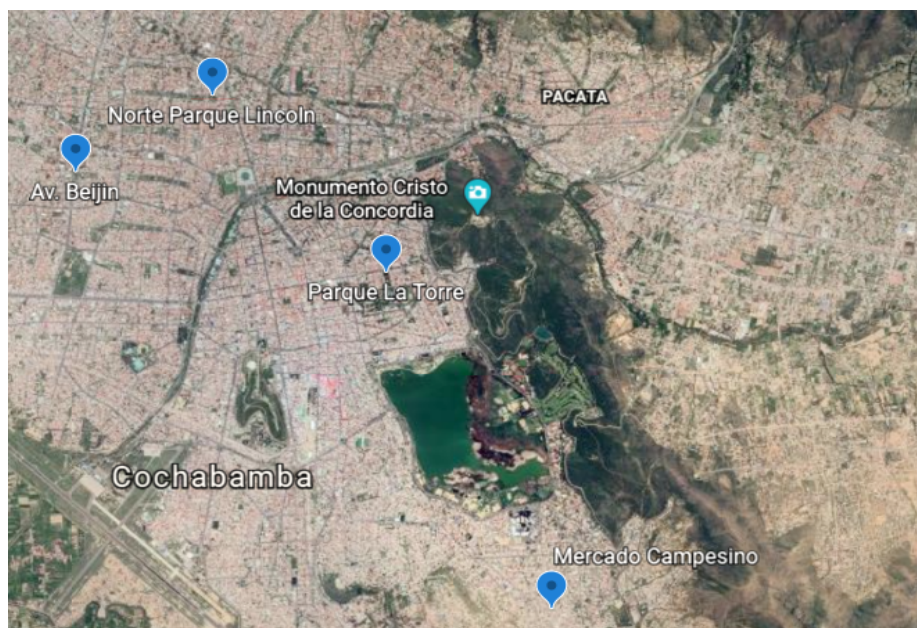 PACATA
Norte Parque Lincoln
Av. Beijin
Monumento Cristo
de la Concordia
Parque La Torre
Cochabamba
Mercado Campesino